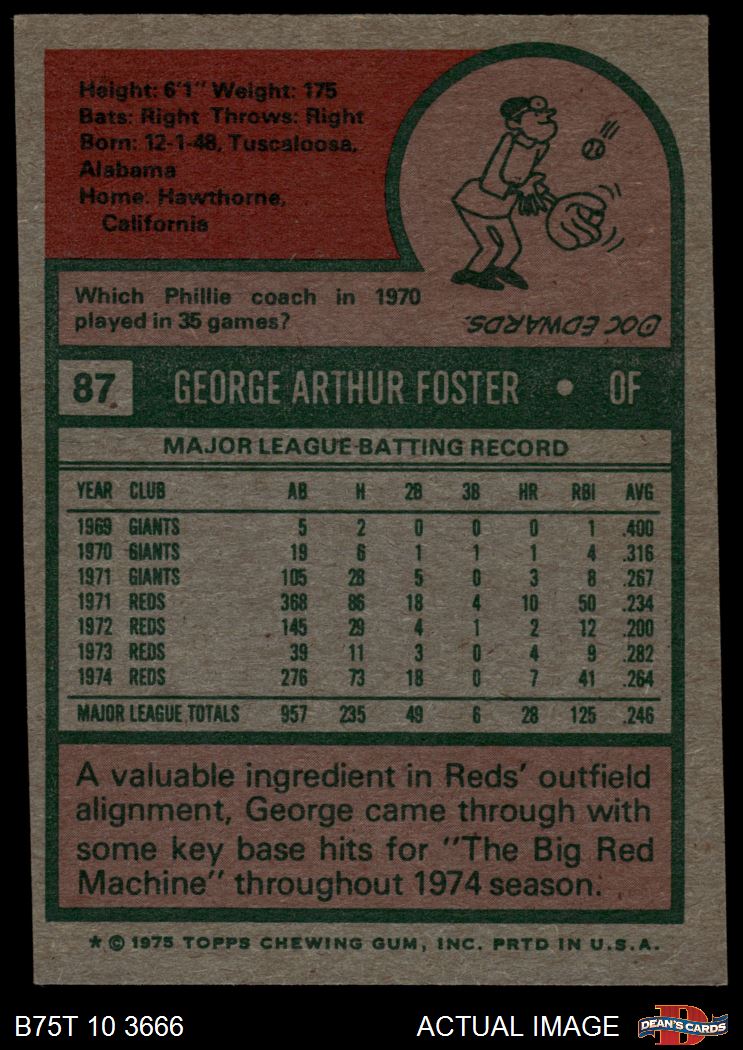 Height: 6'1" Weight: 175
Bats: Right Throws: Right
Born: 12-1-48, Tuscaloosa,
Alabama
Home: Hawthorne,
California
Which Phillie coach in 1970
played in 35 games?
DOC EDWARDS.
87 GEORGE ARTHUR FOSTER • OF
MAJOR LEAGUE BATTING RECORD
YEAR CLUB AB H 2B 3B HR RBI AVG
1969 GIANTS 5 2 0 0 0 1 .400
1970 GIANTS 19 6 1 1 1 4 .316
1971 GIANTS 105 28 5 0 3 8 .267
1971 REDS 368 86 18 4 10 50 .234
1972 REDS 145 29 4 1 2 12 .200
1973 REDS 39 11 3 0 4 9 .282
1974 REDS 276 73 18 0 7 41 .264
MAJOR LEAGUE TOTALS 957 235 49 6 28 125 .246
A valuable ingredient in Reds' outfield
alignment, George came through with
some key base hits for "The Big Red
Machine" throughout 1974 season.
* © 1975 TOPPS CHEWING GUM, INC. PRTD IN U.S.A.
B75T 10 3666 ACTUAL IMAGE D DEAN'S CARDS